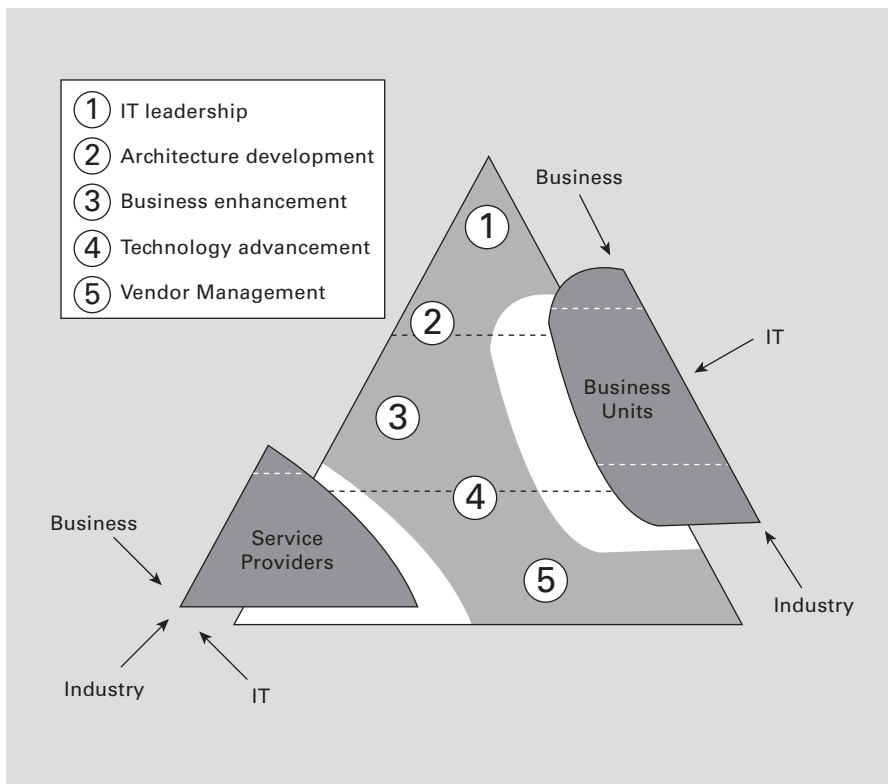 1 IT leadership
2 Architecture development
3 Business enhancement
4 Technology advancement
5 Vendor Management
Business
1
2
IT
Business
Units
3
4
Business
Service
Providers
5
Industry
Industry
IT